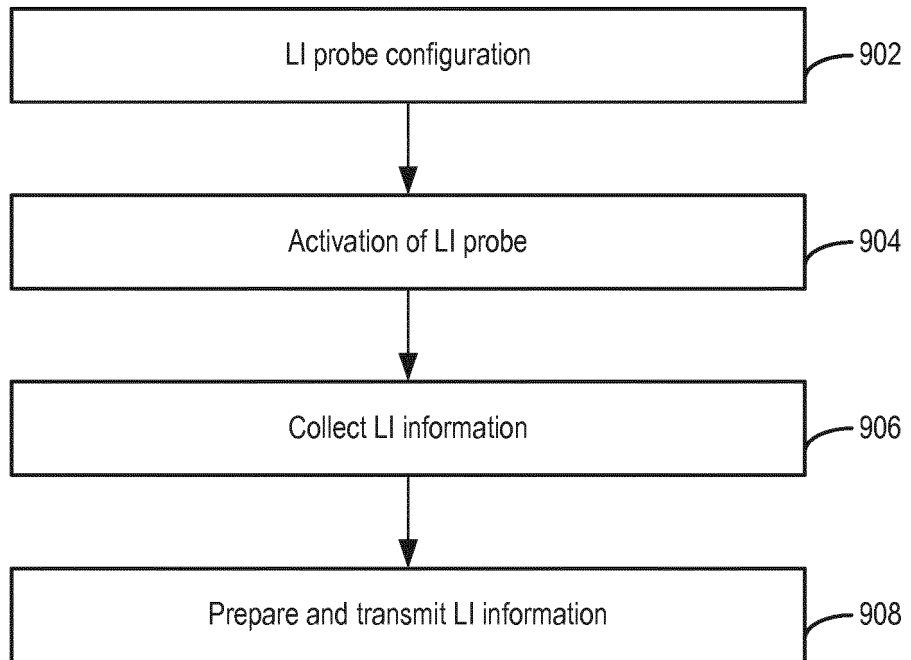 LI probe configuration
902
Activation of LI probe
904
Collect LI information
906
Prepare and transmit LI information
908